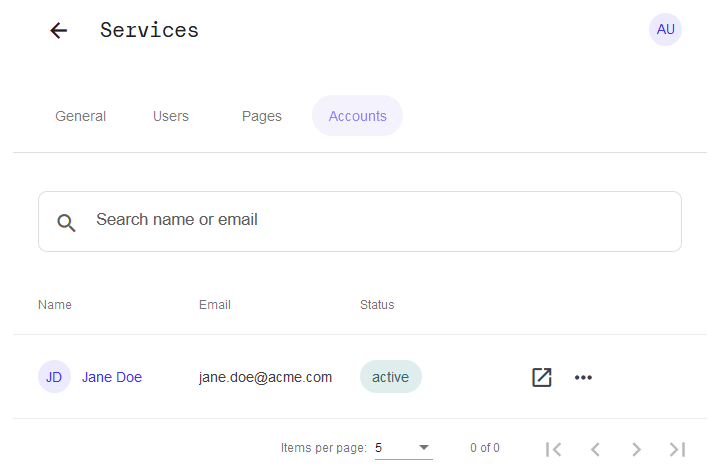 Services
AU
General Users Pages Accounts
Search name or email
Name Email Status
JD Jane Doe jane.doe@acme.com active
Items per page: 5 0 of 0